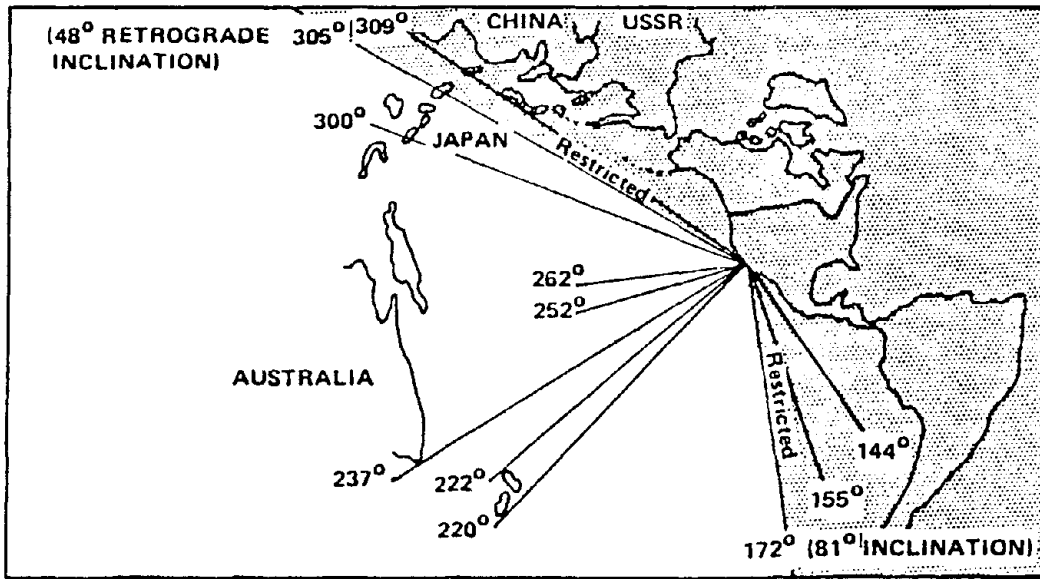 CHINA USSR
(48° RETROGRADE
INCLINATION)
305° 309°
300°
JAPAN
Restricted
262°
252°
AUSTRALIA
Restricted
237°
222°
220°
144°
155°
172° (81° INCLINATION)